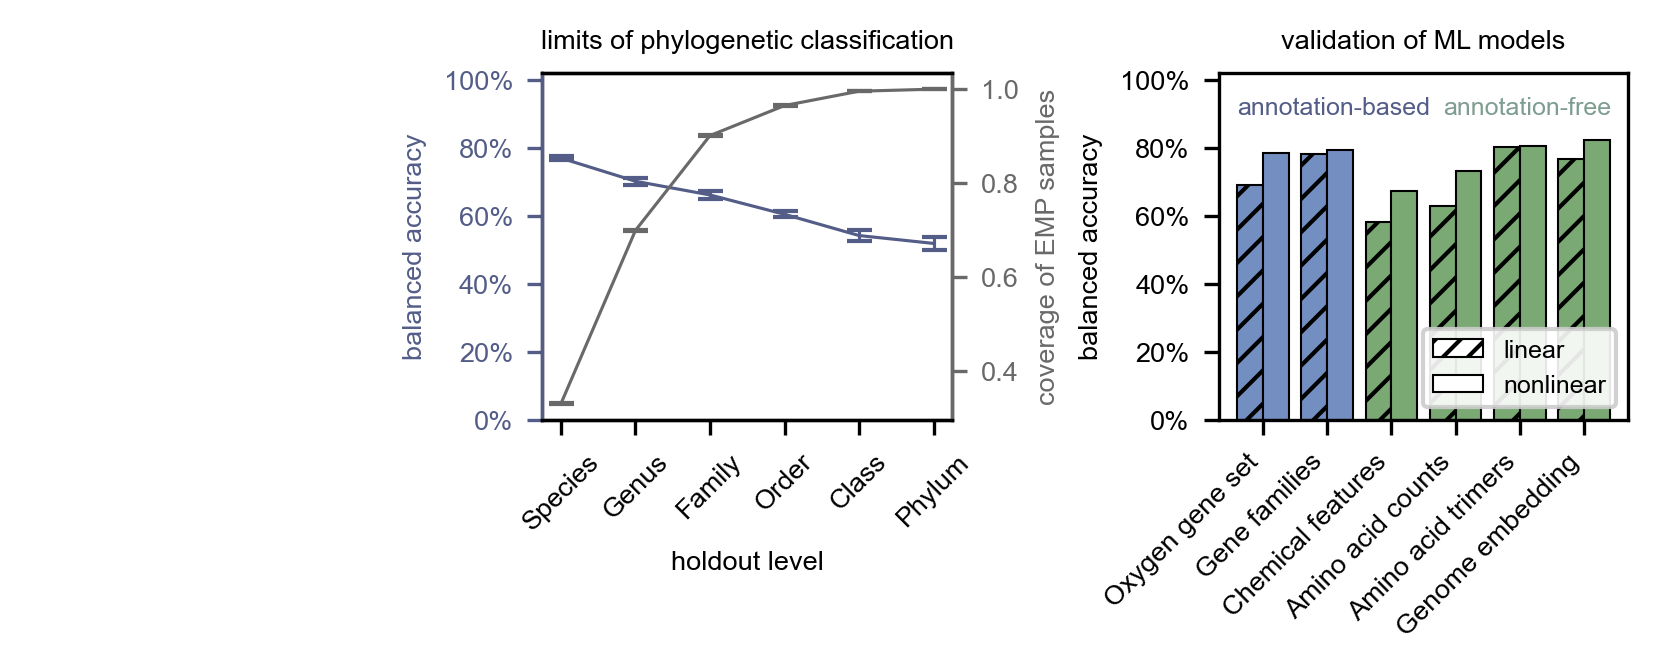 limits of phylogenetic classification
100%
80%
60%
40%
20%
0%
balanced accuracy
1.0
0.8
0.6
0.4
coverage of EMP samples
Species
Genus
Family
Order
Class
Phylum
holdout level
validation of ML models
100%
80%
60%
40%
20%
0%
balanced accuracy
annotation-based annotation-free
linear
nonlinear
Oxygen gene set
Gene families
Chemical features
Amino acid counts
Amino acid trimers
Genome embedding